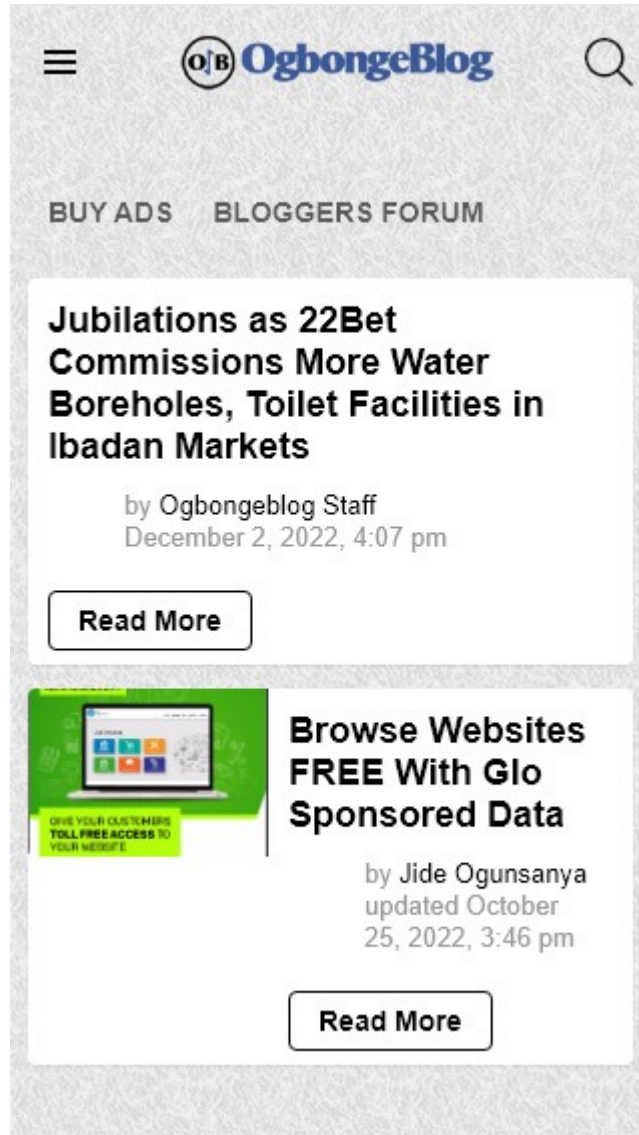 OB OgbongeBlog
BUY ADS BLOGGERS FORUM
Jubilations as 22Bet
Commissions More Water
Boreholes, Toilet Facilities in
Ibadan Markets
by Ogbongeblog Staff
December 2, 2022, 4:07 pm
Read More
GIVE YOUR CUSTOMERS
TOLL FREE ACCESS TO
YOUR WEBSITE
Browse Websites
FREE With Glo
Sponsored Data
by Jide Ogunsanya
updated October
25, 2022, 3:46 pm
Read More